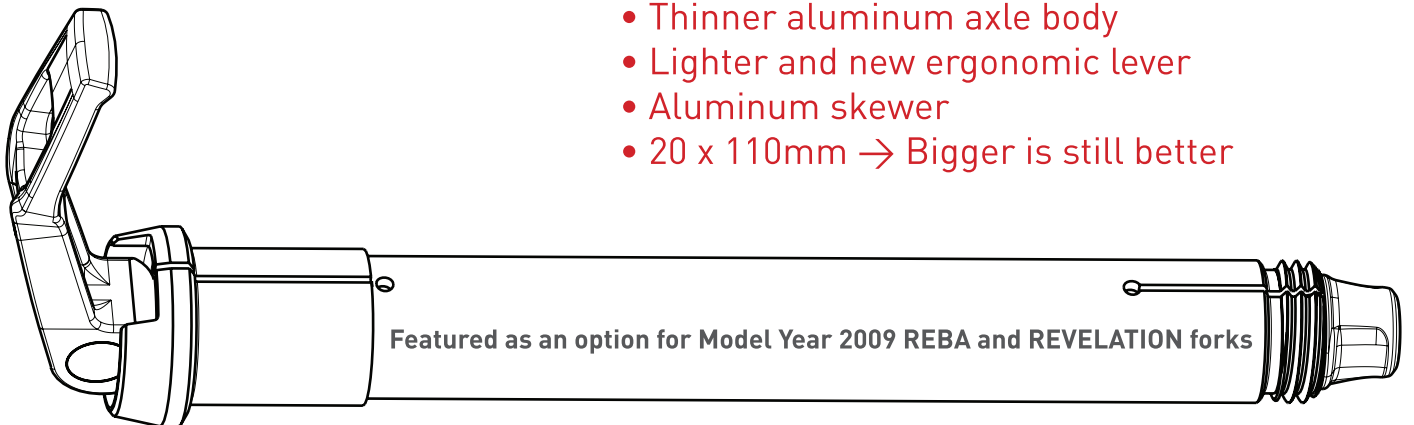 • Thinner aluminum axle body
• Lighter and new ergonomic lever
• Aluminum skewer
• 20 x 110mm → Bigger is still better
Featured as an option for Model Year 2009 REBA and REVELATION forks